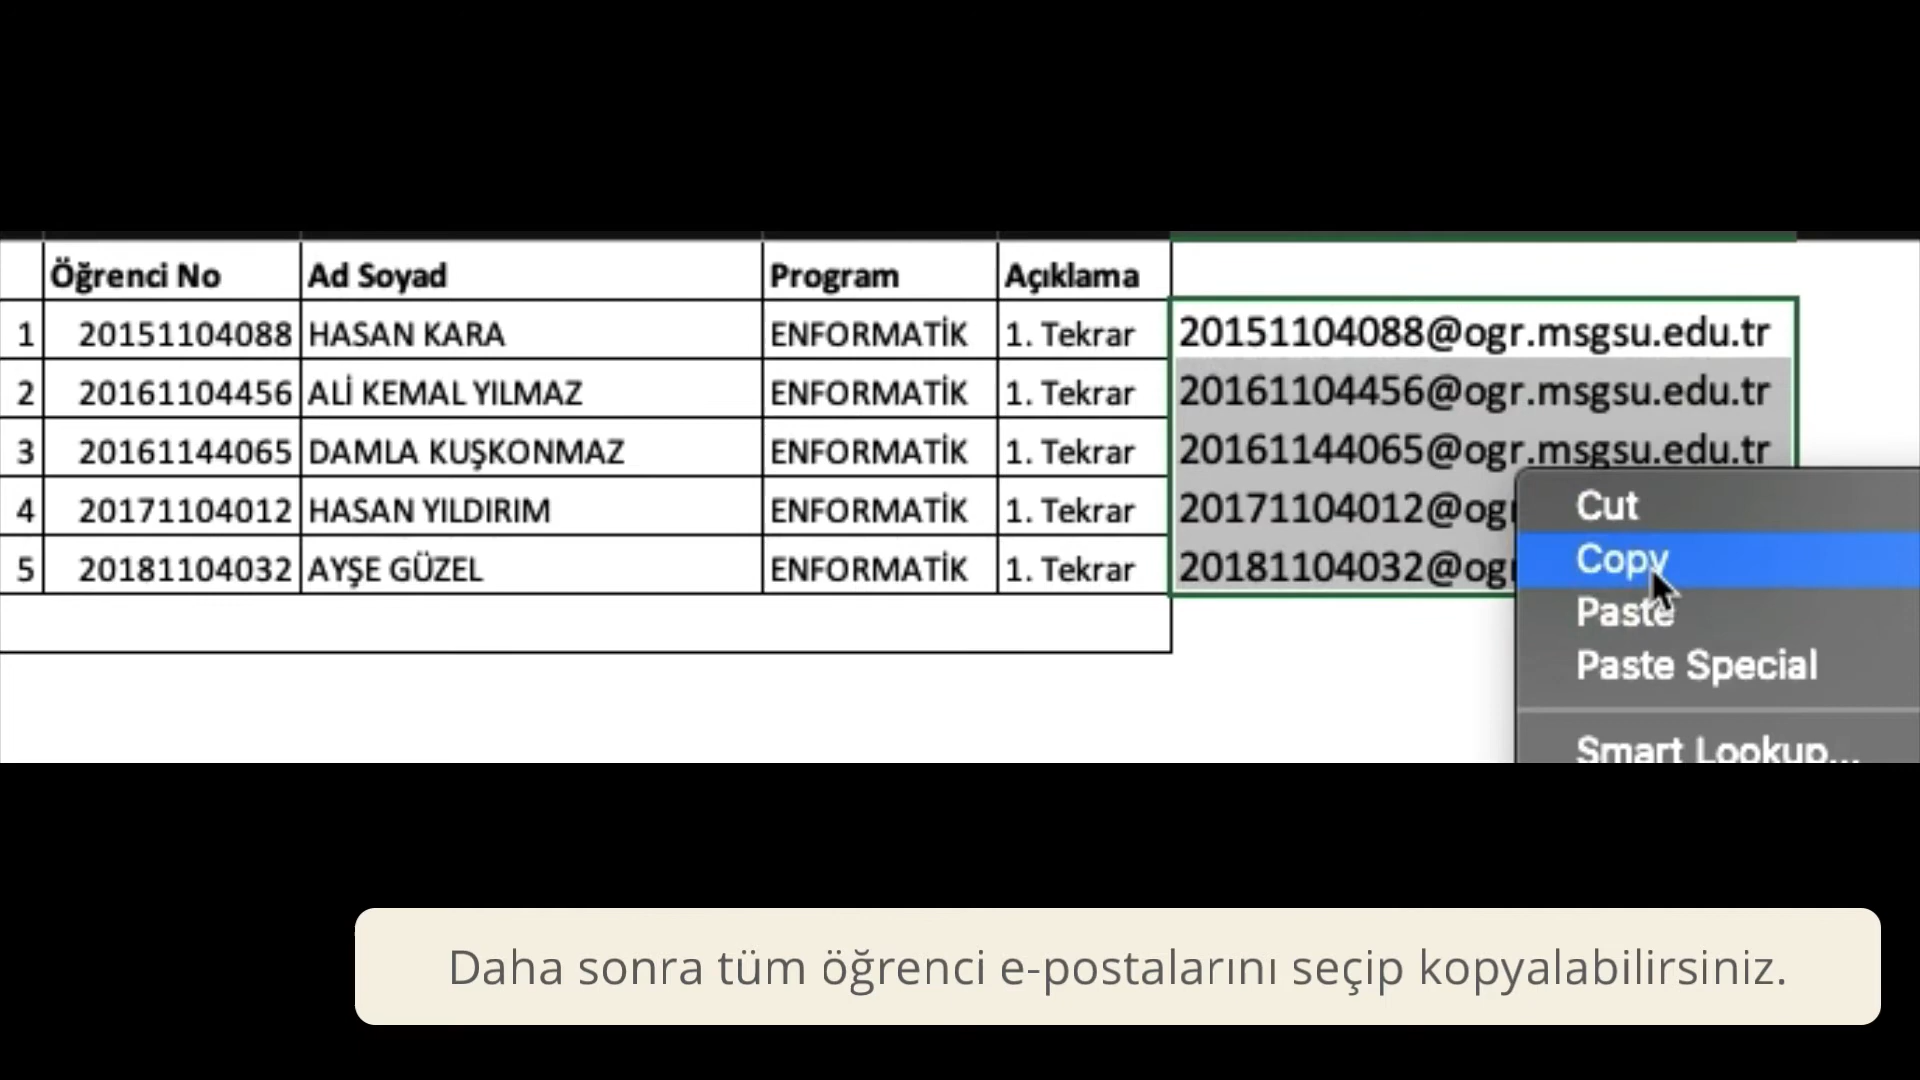 Öğrenci No Ad Soyad Program Açıklama
1 20151104088 HASAN KARA ENFORMATİK 1. Tekrar 20151104088@ogr.msgsu.edu.tr
2 20161104456 ALİ KEMAL YILMAZ ENFORMATİK 1. Tekrar 20161104456@ogr.msgsu.edu.tr
3 20161144065 DAMLA KUŞKONMAZ ENFORMATİK 1. Tekrar 20161144065@ogr.msgsu.edu.tr
4 20171104012 HASAN YILDIRIM ENFORMATİK 1. Tekrar 20171104012@ogr
5 20181104032 AYŞE GÜZEL ENFORMATİK 1. Tekrar 20181104032@ogr
Cut
Copy
Paste
Paste Special
Smart Lookup...
Daha sonra tüm öğrenci e-postalarını seçip kopyalabilirsiniz.